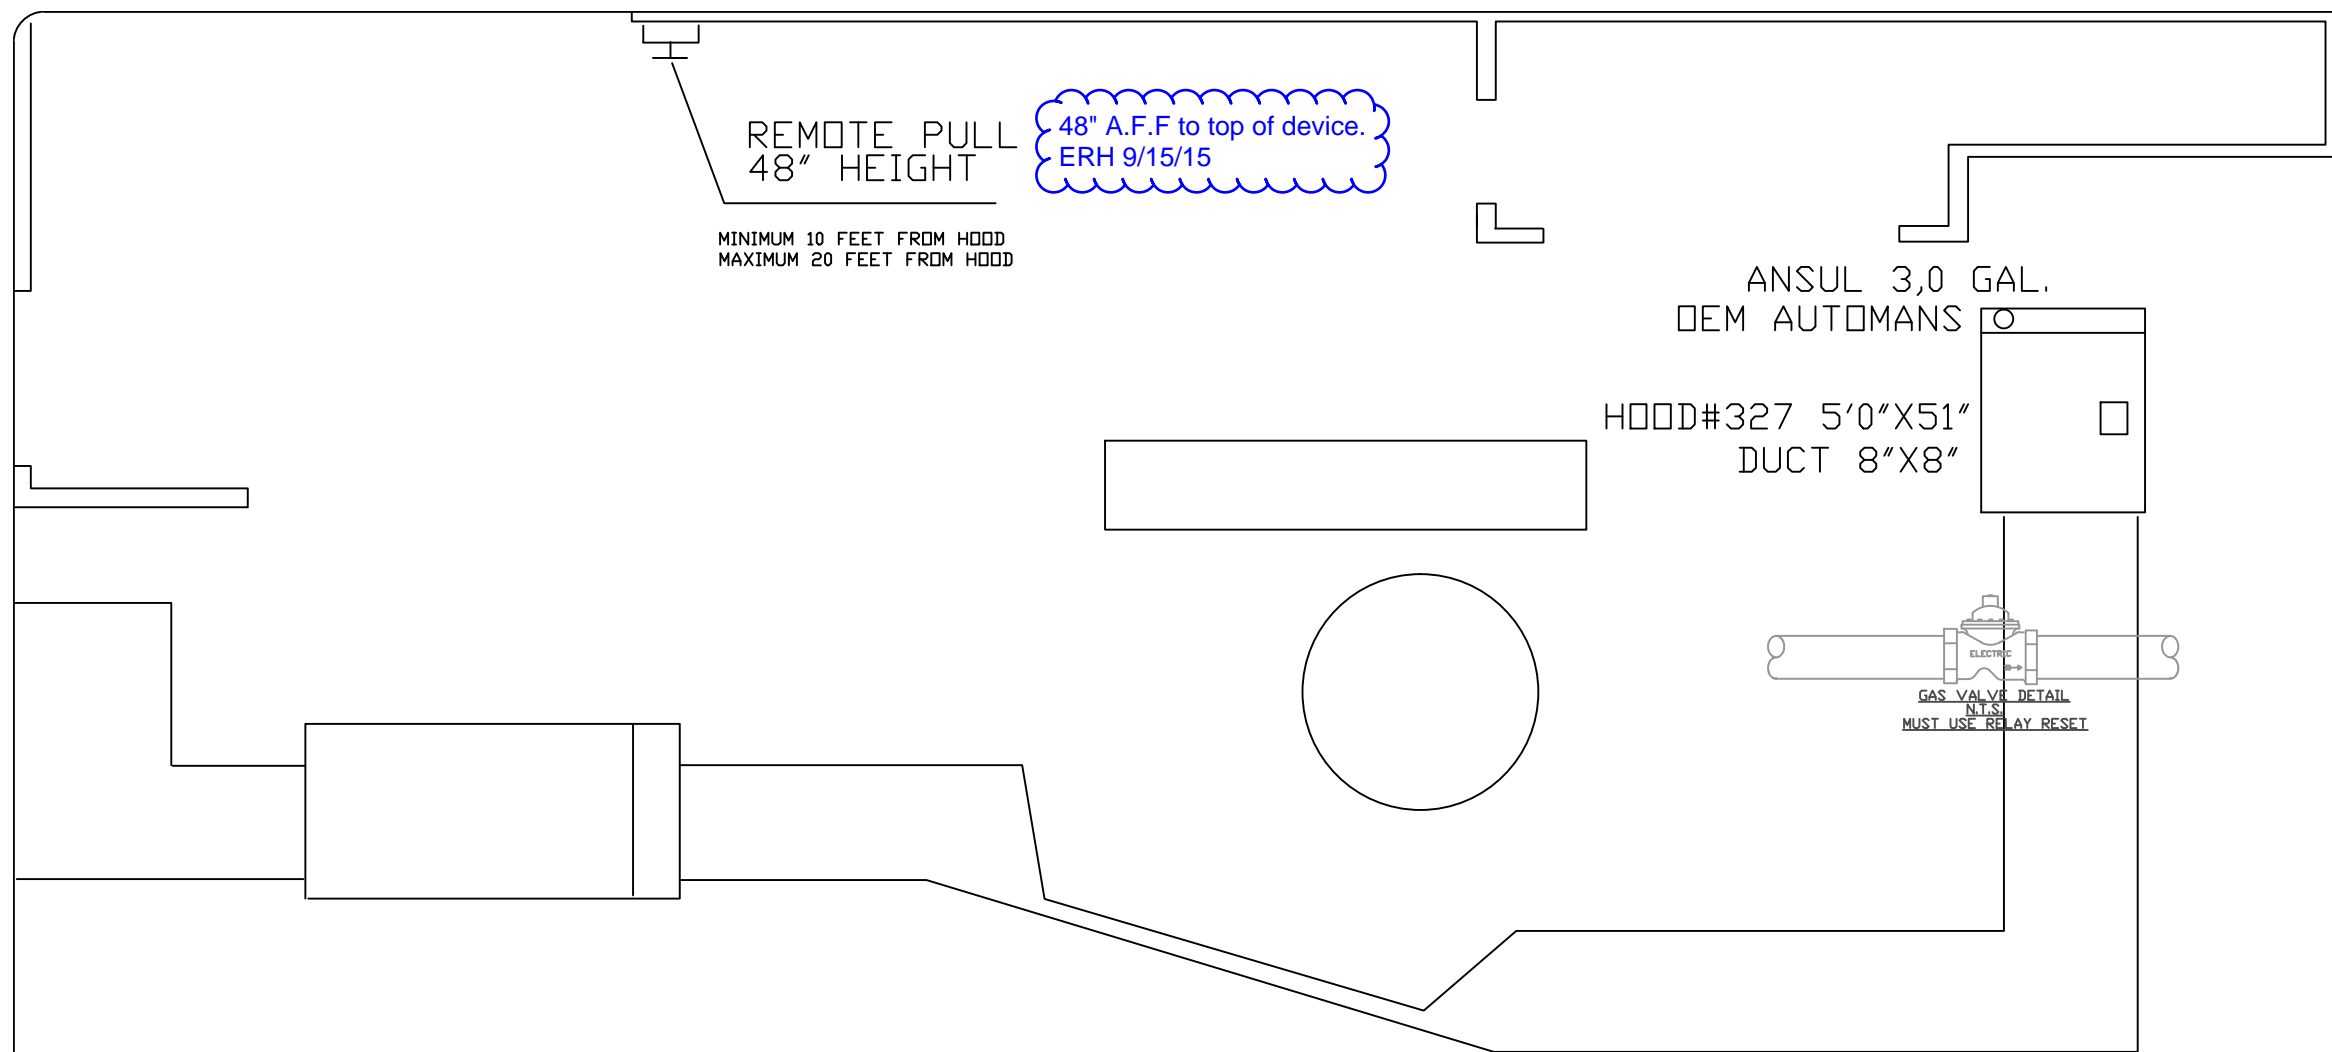 REMOTE PULL
48" HEIGHT
48" A.F.F to top of device.
ERH 9/15/15
MINIMUM 10 FEET FROM HOOD
MAXIMUM 20 FEET FROM HOOD
ANSUL 3,0 GAL.
OEM AUTOMANS
HOOD#327 5'0"X51"
DUCT 8"X8"
ELECTRIC
GAS VALVE DETAIL
N.T.S.
MUST USE RELAY RESET